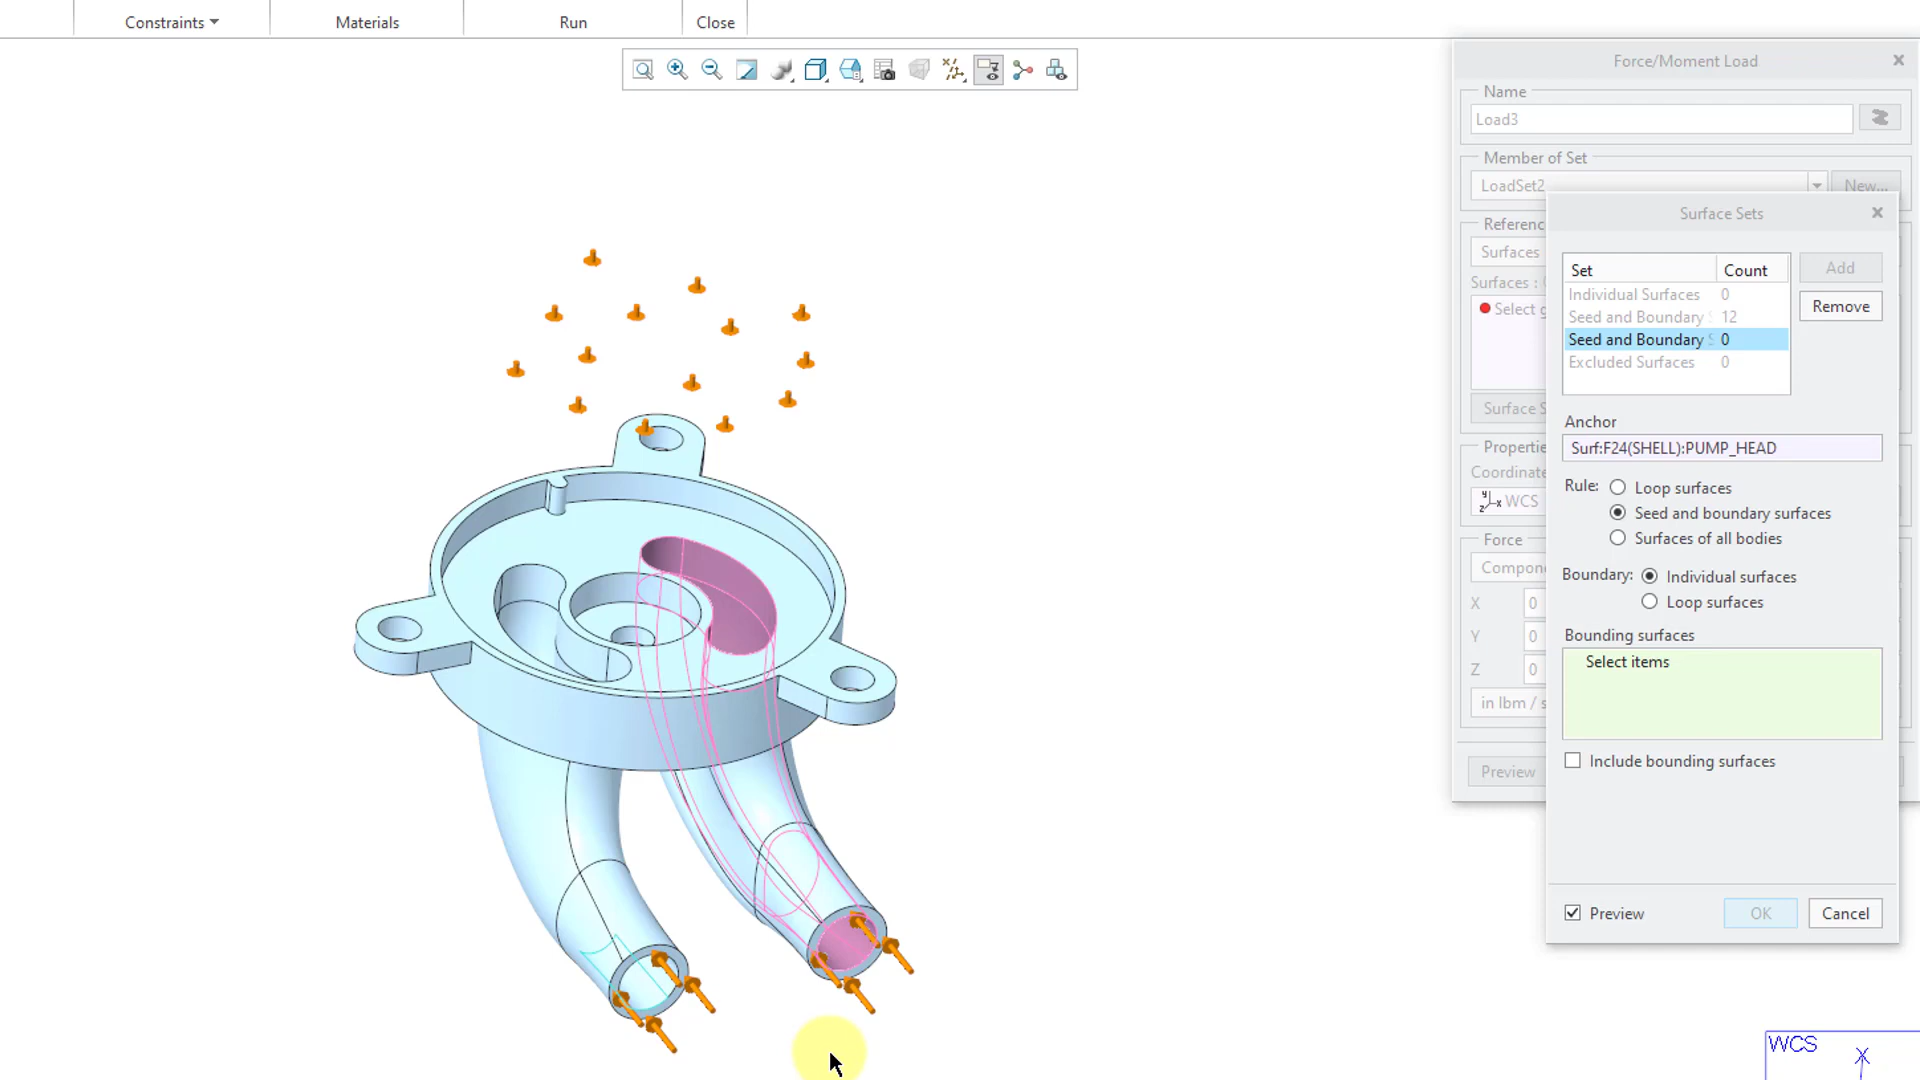 Constraints
Materials
Run
Close
Force/Moment Load
Name
Load3
Member of Set
LoadSet2
New...
Surface Sets
Referenc
Surfaces
Surfaces :
Select g
Surface S
Set Count
Individual Surfaces 0
Seed and Boundary S 12
Seed and Boundary S 0
Excluded Surfaces 0
Add
Remove
Anchor
Surf:F24(SHELL):PUMP_HEAD
Propertie
Coordinate
WCS
Rule:
Loop surfaces
Seed and boundary surfaces
Surfaces of all bodies
Force
Compone
X 0
Y 0
Z 0
in lbm / s
Boundary:
Individual surfaces
Loop surfaces
Bounding surfaces
Select items
Include bounding surfaces
Preview
Preview
OK
Cancel
WCS
X